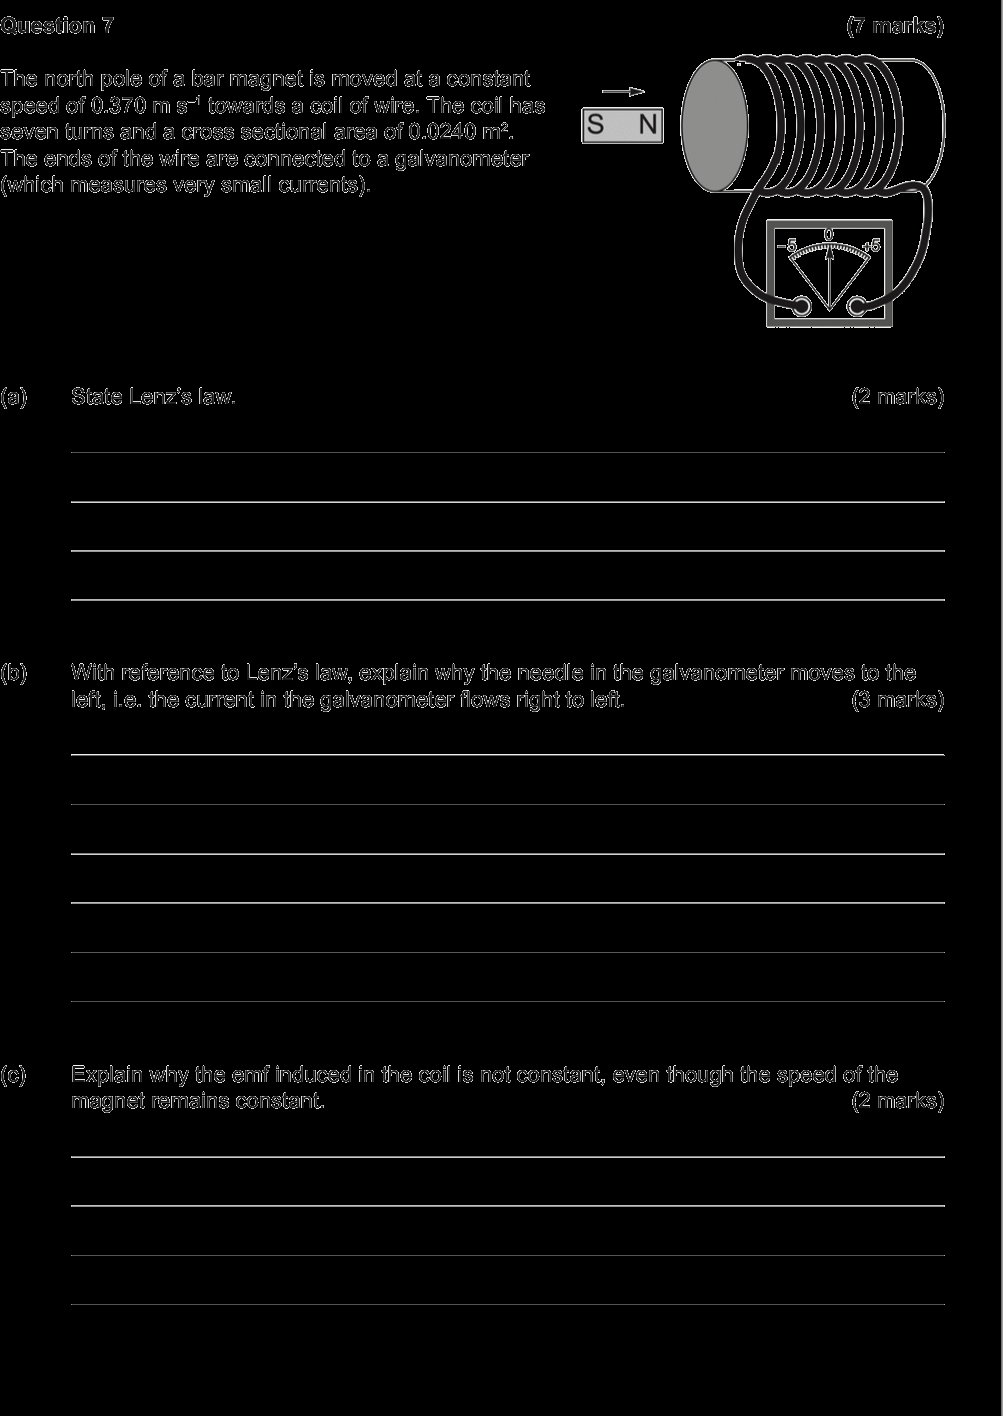 Question 7 (7 marks)
The north pole of a bar magnet is moved at a constant
speed of 0.370 m s⁻¹ towards a coil of wire. The coil has
seven turns and a cross sectional area of 0.0240 m².
The ends of the wire are connected to a galvanometer
(which measures very small currents).
S N
–5 0 +5
(a) State Lenz's law. (2 marks)
(b) With reference to Lenz's law, explain why the needle in the galvanometer moves to the
left, i.e. the current in the galvanometer flows right to left. (3 marks)
(c) Explain why the emf induced in the coil is not constant, even though the speed of the
magnet remains constant. (2 marks)